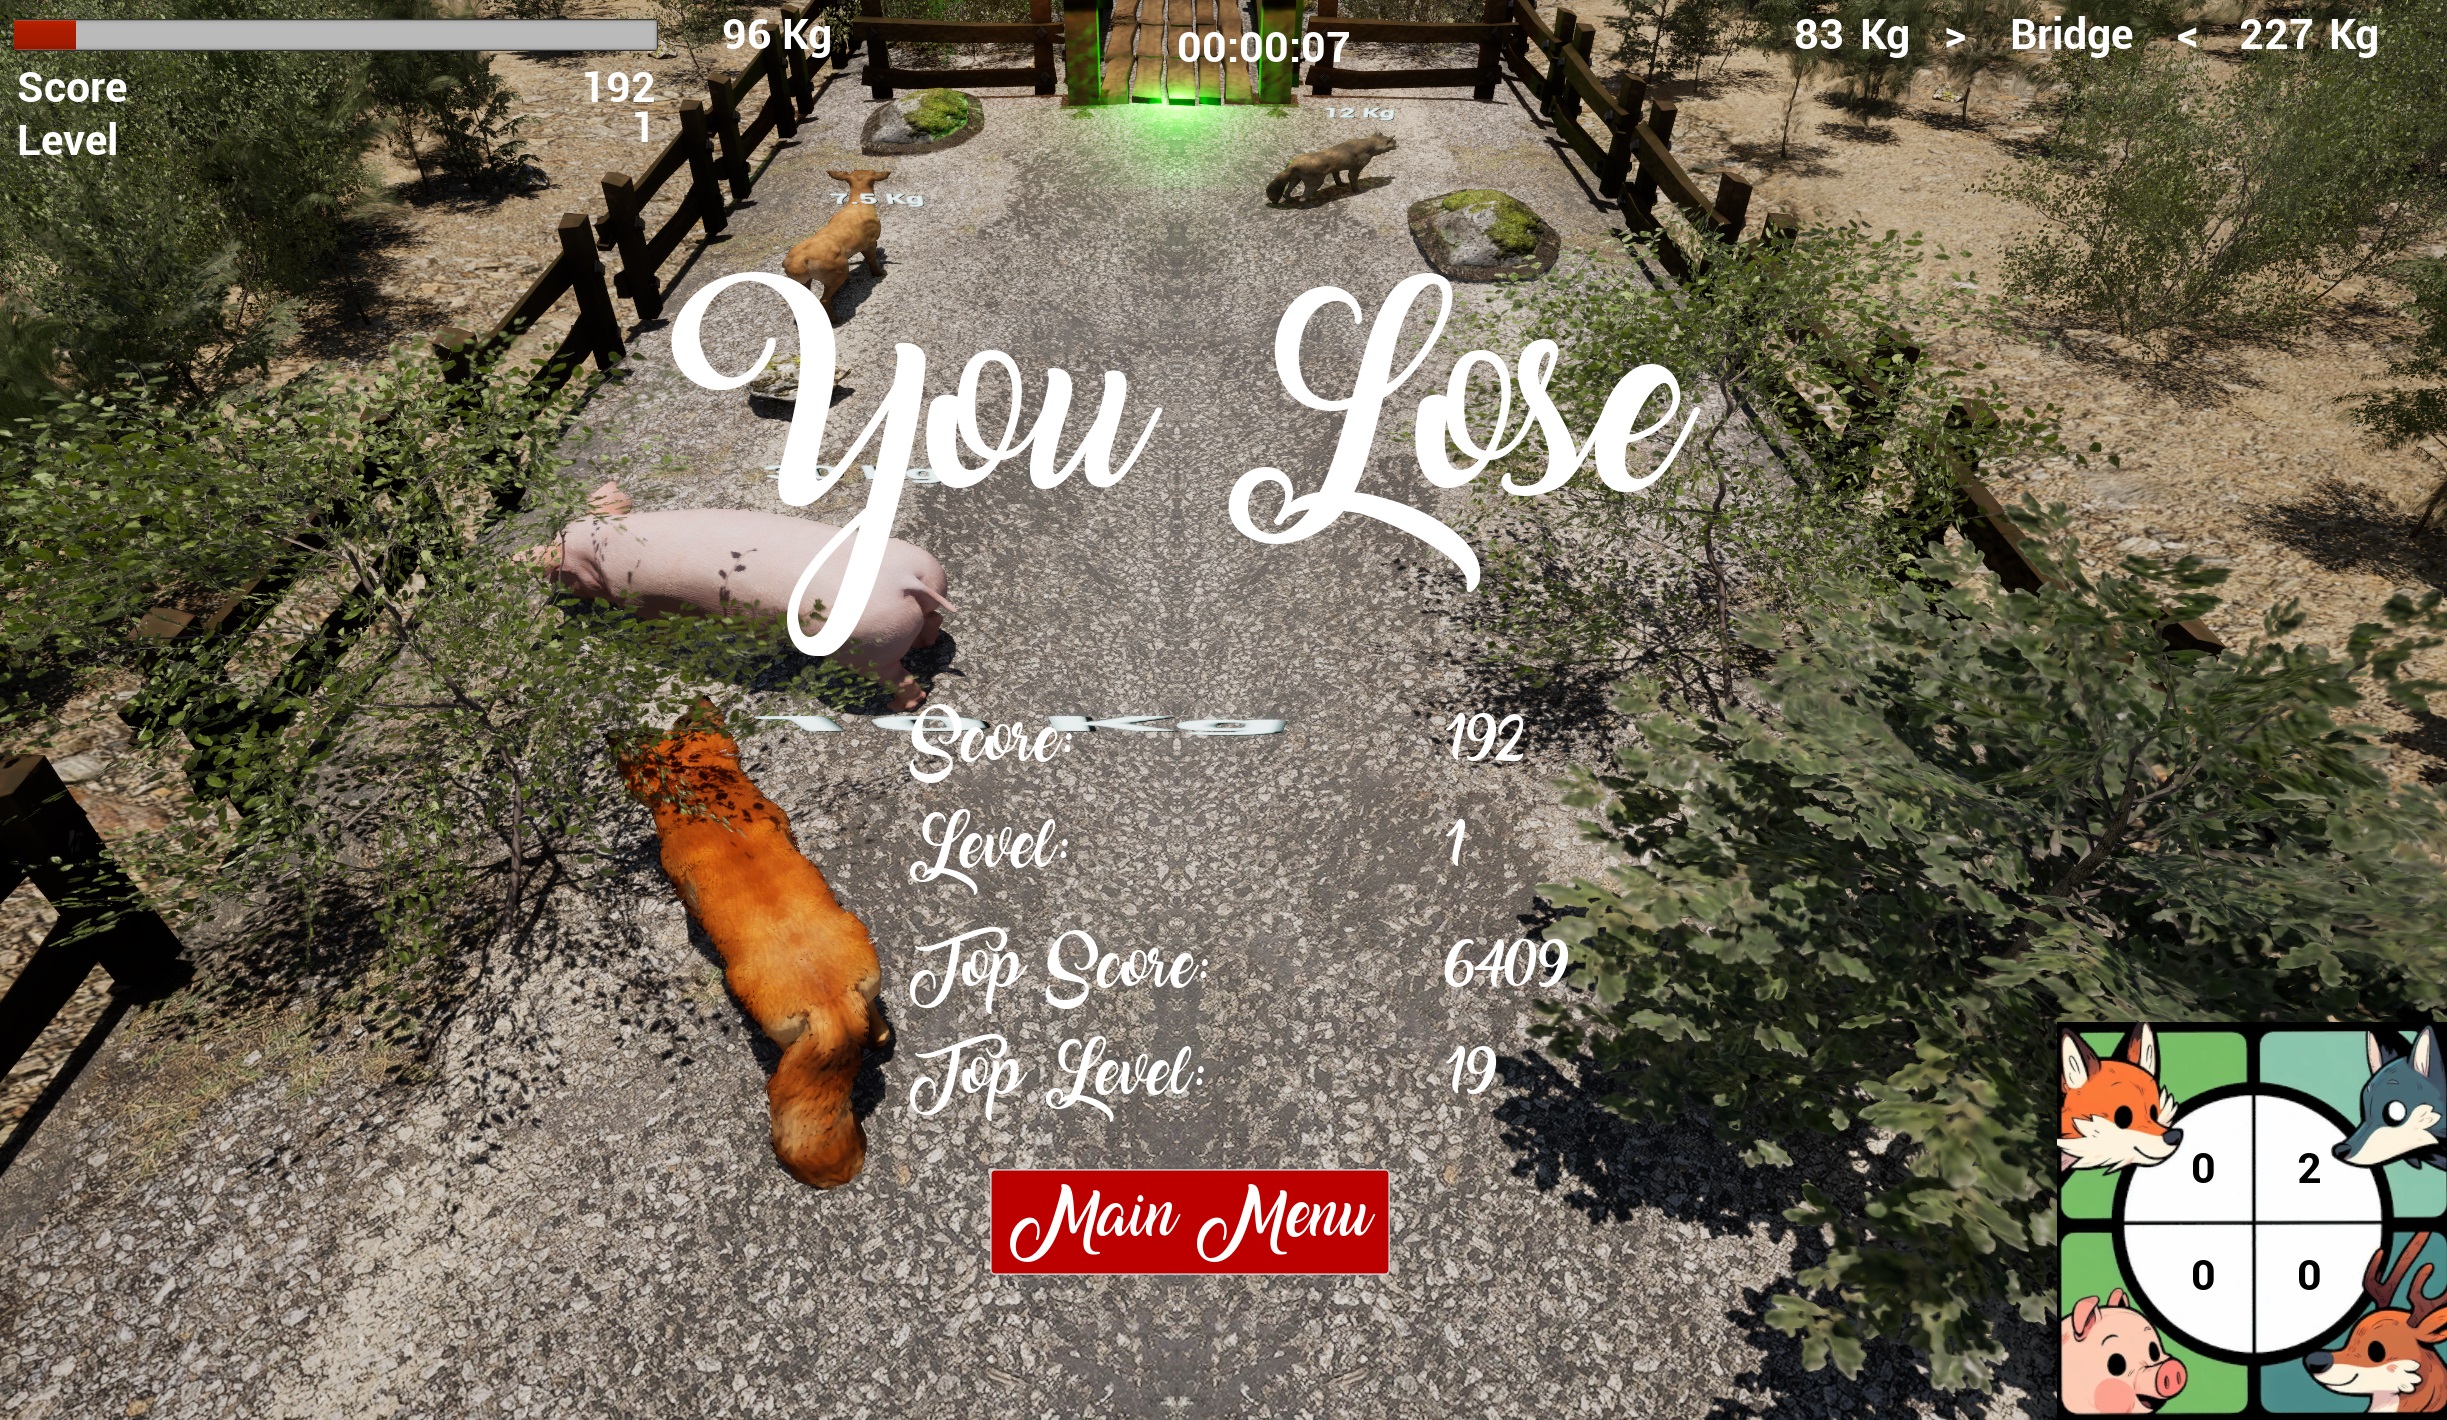 96 Kg
00:00:07
83 Kg > Bridge < 227 Kg
Score 192
Level 1
12 Kg
7.5 Kg
You Lose
Score: 192
Level: 1
Top Score: 6409
Top Level: 19
Main Menu
0 2
0 0